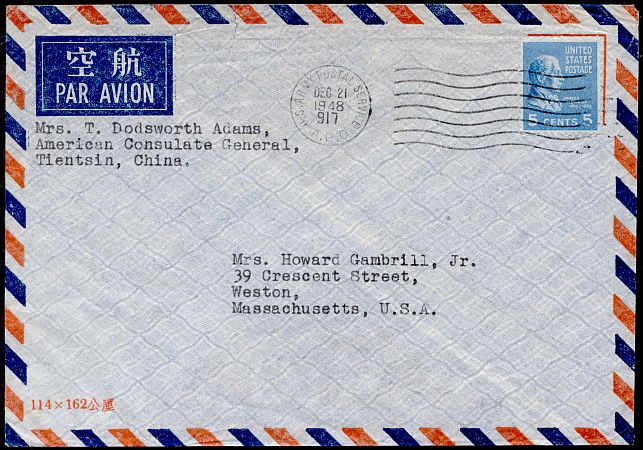 空航
PAR AVION
Mrs. T. Dodsworth Adams,
American Consulate General,
Tientsin, China.
POSTAL SERVICE
DEC 21
1948
917
A.P.O.
UNITED
STATES
POSTAGE
5 CENTS 5
Mrs. Howard Gambrill, Jr.
39 Crescent Street,
Weston,
Massachusetts, U.S.A.
114×162公厘